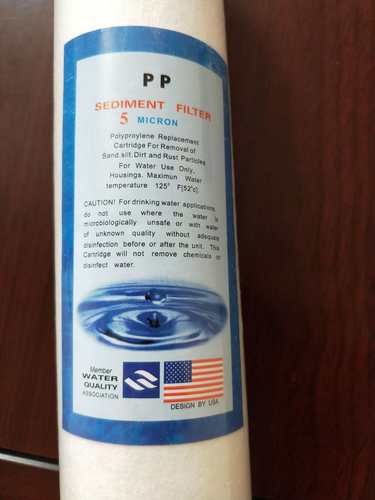 PP
SEDIMENT FILTER
5 MICRON
Polyproylene Replacement
Cartridge For Removal of
Sand.silt.Dirt and Rust Particles
For Water Use Only,
Housings. Maximun Water
temperature 125° F[52°c].
CAUTION! For drinking water applications,
do not use where the water is
microbiologically unsafe or with water
of unknown quality without adequate
disinfection before or after the unit. This
Cartridge will not remove chemicals or
disinfect water.
Member
WATER
QUALITY
ASSOCIATION
DESIGN BY USA